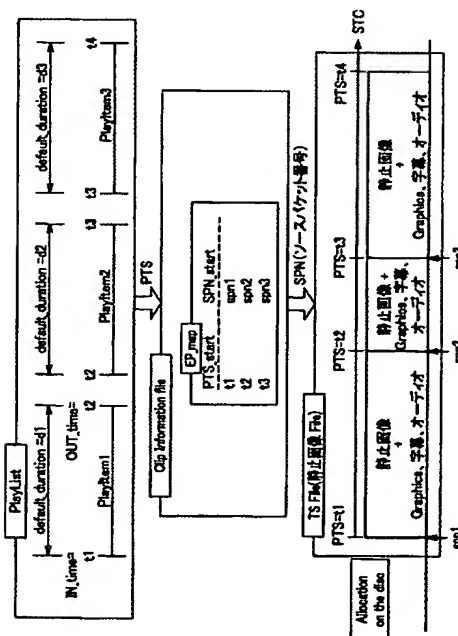 PlayList
default_duration =d1
default_duration =d2
default_duration =d3
IN_time=
OUT_time=
t1
t2
t2
t3
t3
t4
PlayItem1
PlayItem2
PlayItem3
PTS
Clip Information file
EP_map
PTS_start
SPN_start
t1
spn1
t2
spn2
t3
spn3
SPN(ソースパケット番号)
TS File(静止画像 File)
STC
PTS=t1
PTS=t2
PTS=t3
PTS=t4
静止画像
+
Graphics、字幕、オーディオ
静止画像 +
Graphics、字幕、
オーディオ
静止画像
+
Graphics、字幕、オーディオ
Allocation
on the disc
spn1